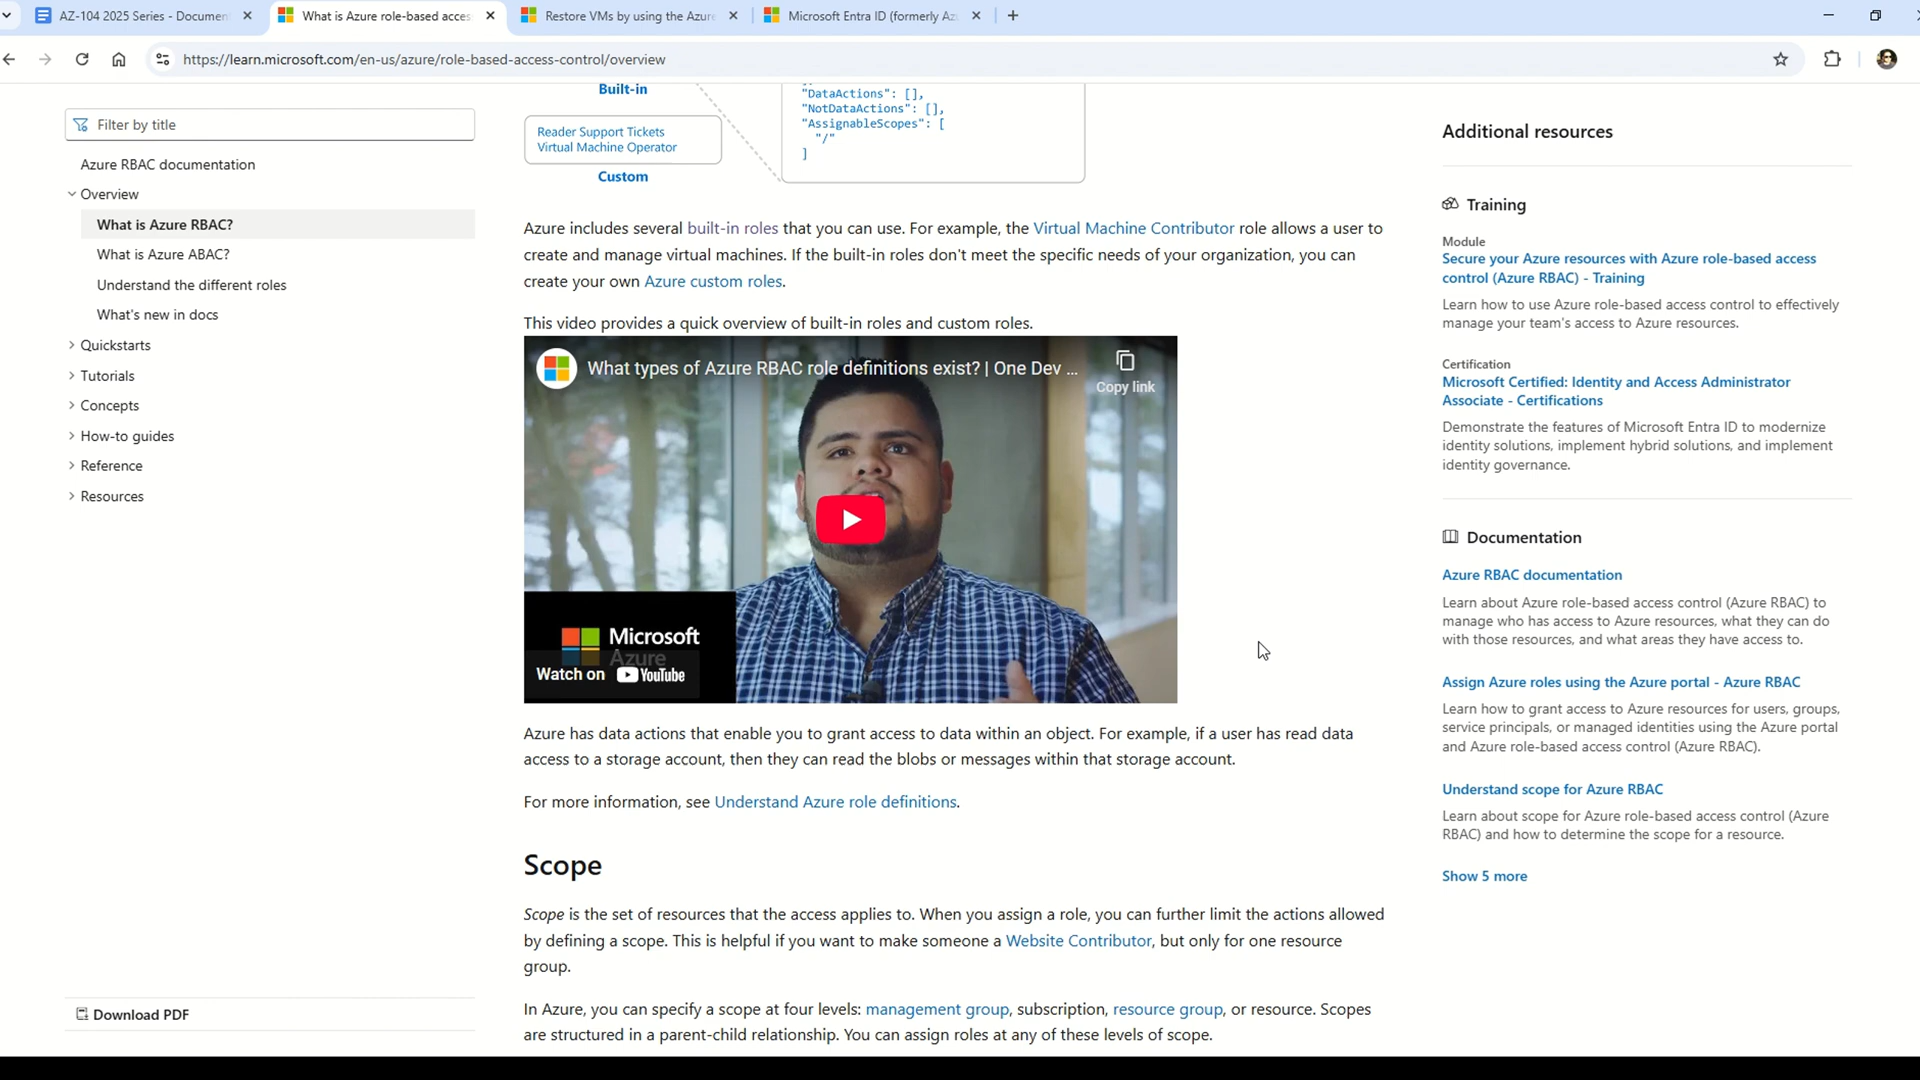 AZ-104 2025 Series - Documen
What is Azure role-based acces
Restore VMs by using the Azure
Microsoft Entra ID (formerly Az
https://learn.microsoft.com/en-us/azure/role-based-access-control/overview
Filter by title
Azure RBAC documentation
Overview
What is Azure RBAC?
What is Azure ABAC?
Understand the different roles
What's new in docs
Quickstarts
Tutorials
Concepts
How-to guides
Reference
Resources
Download PDF
Built-in
Reader Support Tickets
Virtual Machine Operator
Custom
"DataActions": [],
"NotDataActions": [],
"AssignableScopes": [
"/"
]
Azure includes several built-in roles that you can use. For example, the Virtual Machine Contributor role allows a user to
create and manage virtual machines. If the built-in roles don't meet the specific needs of your organization, you can
create your own Azure custom roles.
This video provides a quick overview of built-in roles and custom roles.
What types of Azure RBAC role definitions exist? | One Dev ...
Copy link
Microsoft
Azure
Watch on YouTube
Azure has data actions that enable you to grant access to data within an object. For example, if a user has read data
access to a storage account, then they can read the blobs or messages within that storage account.
For more information, see Understand Azure role definitions.
Scope
Scope is the set of resources that the access applies to. When you assign a role, you can further limit the actions allowed
by defining a scope. This is helpful if you want to make someone a Website Contributor, but only for one resource
group.
In Azure, you can specify a scope at four levels: management group, subscription, resource group, or resource. Scopes
are structured in a parent-child relationship. You can assign roles at any of these levels of scope.
Additional resources
Training
Module
Secure your Azure resources with Azure role-based access
control (Azure RBAC) - Training
Learn how to use Azure role-based access control to effectively
manage your team's access to Azure resources.
Certification
Microsoft Certified: Identity and Access Administrator
Associate - Certifications
Demonstrate the features of Microsoft Entra ID to modernize
identity solutions, implement hybrid solutions, and implement
identity governance.
Documentation
Azure RBAC documentation
Learn about Azure role-based access control (Azure RBAC) to
manage who has access to Azure resources, what they can do
with those resources, and what areas they have access to.
Assign Azure roles using the Azure portal - Azure RBAC
Learn how to grant access to Azure resources for users, groups,
service principals, or managed identities using the Azure portal
and Azure role-based access control (Azure RBAC).
Understand scope for Azure RBAC
Learn about scope for Azure role-based access control (Azure
RBAC) and how to determine the scope for a resource.
Show 5 more